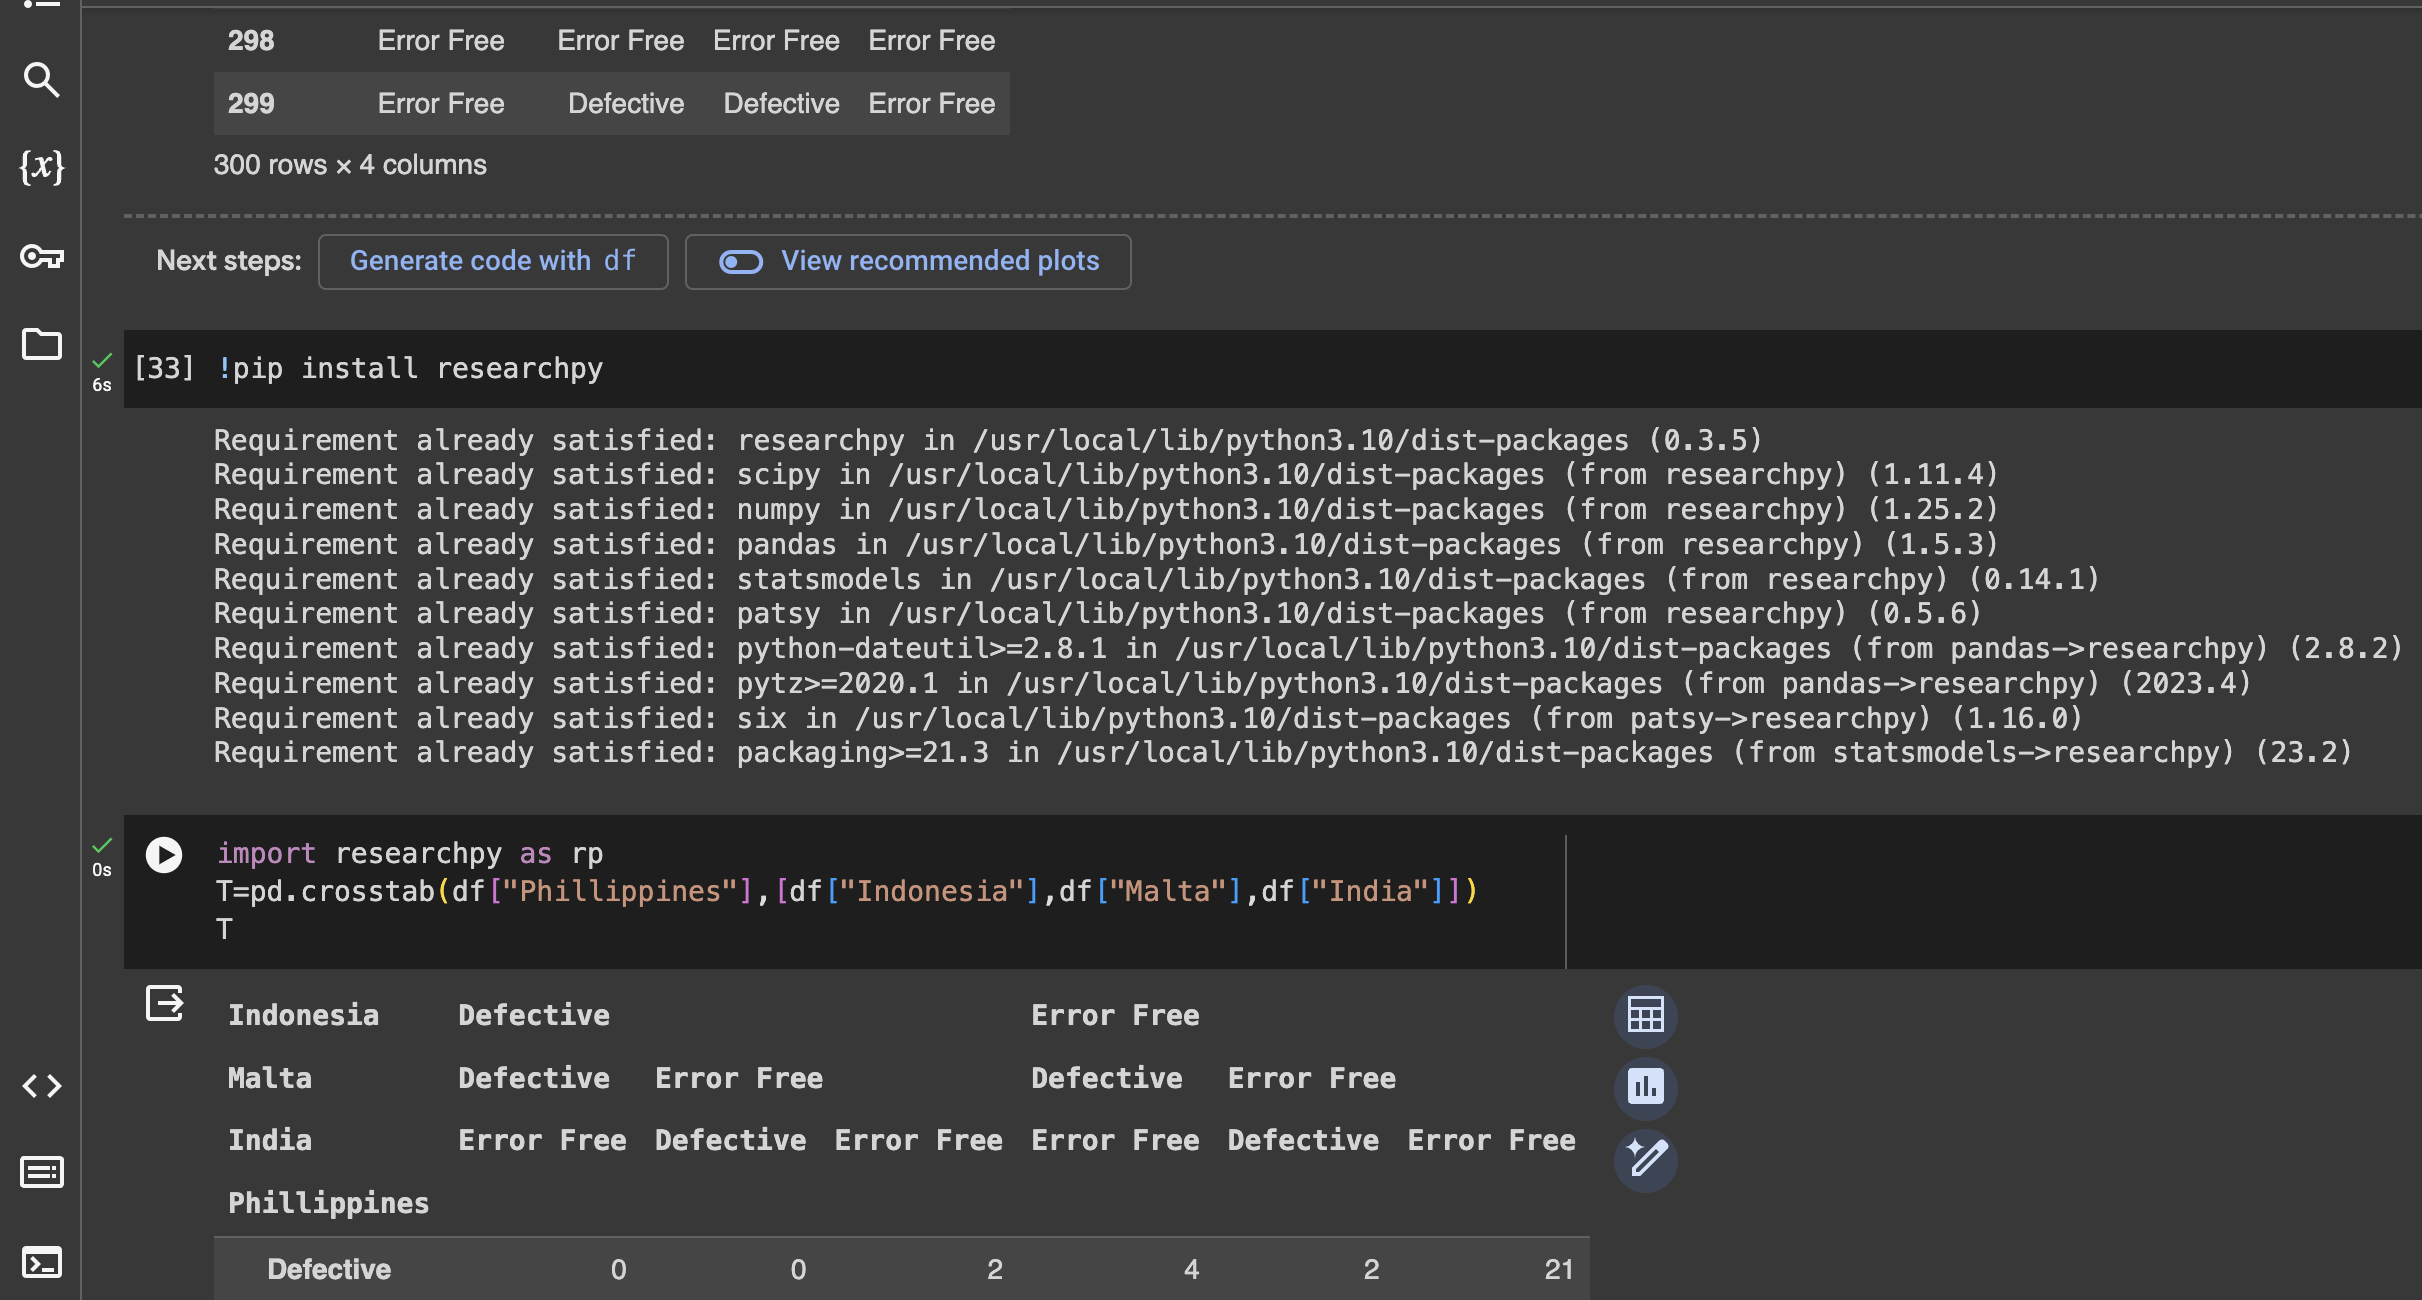 298 Error Free Error Free Error Free Error Free
299 Error Free Defective Defective Error Free
300 rows × 4 columns
{x}
Next steps: Generate code with df View recommended plots
[33] !pip install researchpy
6s
Requirement already satisfied: researchpy in /usr/local/lib/python3.10/dist-packages (0.3.5)
Requirement already satisfied: scipy in /usr/local/lib/python3.10/dist-packages (from researchpy) (1.11.4)
Requirement already satisfied: numpy in /usr/local/lib/python3.10/dist-packages (from researchpy) (1.25.2)
Requirement already satisfied: pandas in /usr/local/lib/python3.10/dist-packages (from researchpy) (1.5.3)
Requirement already satisfied: statsmodels in /usr/local/lib/python3.10/dist-packages (from researchpy) (0.14.1)
Requirement already satisfied: patsy in /usr/local/lib/python3.10/dist-packages (from researchpy) (0.5.6)
Requirement already satisfied: python-dateutil>=2.8.1 in /usr/local/lib/python3.10/dist-packages (from pandas->researchpy) (2.8.2)
Requirement already satisfied: pytz>=2020.1 in /usr/local/lib/python3.10/dist-packages (from pandas->researchpy) (2023.4)
Requirement already satisfied: six in /usr/local/lib/python3.10/dist-packages (from patsy->researchpy) (1.16.0)
Requirement already satisfied: packaging>=21.3 in /usr/local/lib/python3.10/dist-packages (from statsmodels->researchpy) (23.2)
import researchpy as rp
0s
T=pd.crosstab(df["Phillippines"],[df["Indonesia"],df["Malta"],df["India"]])
T
Indonesia Defective Error Free
Malta Defective Error Free Defective Error Free
India Error Free Defective Error Free Error Free Defective Error Free
Phillippines
Defective 0 0 2 4 2 21